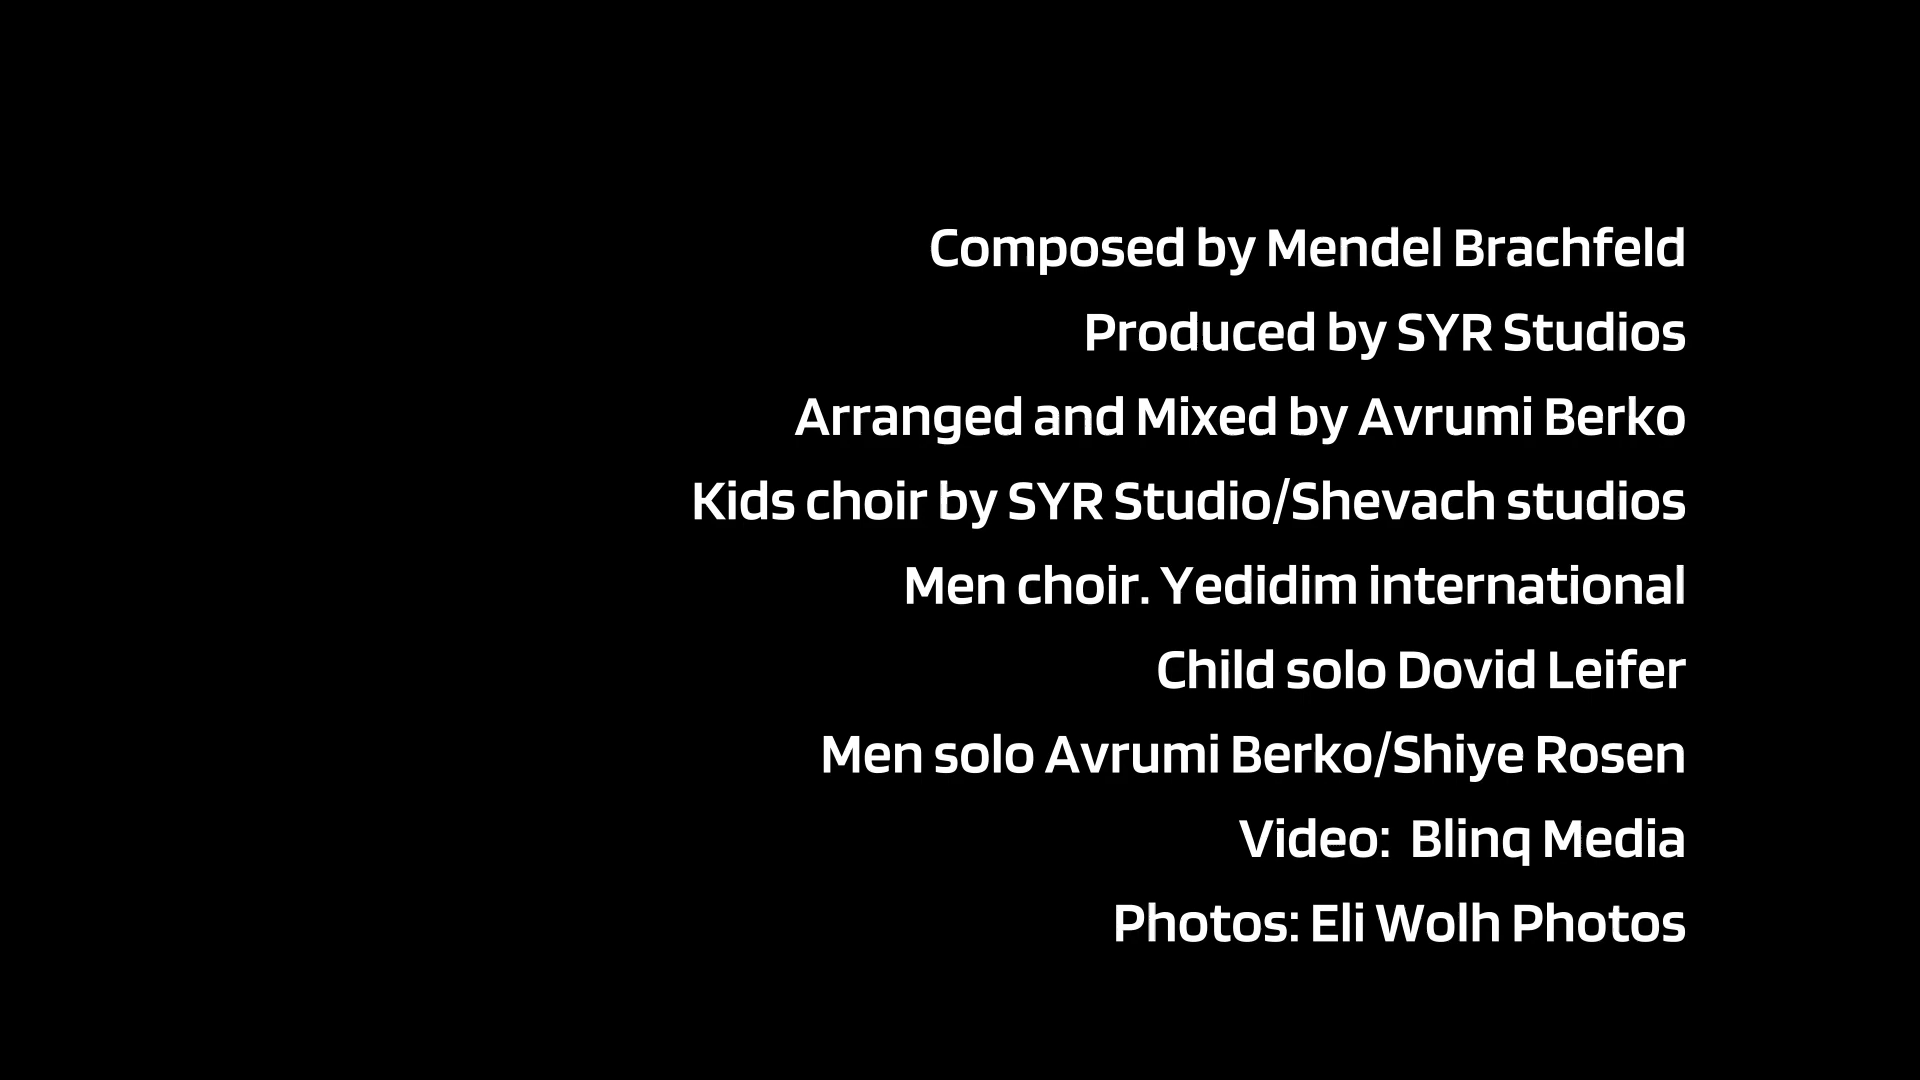 Composed by Mendel Brachfeld
Produced by SYR Studios
Arranged and Mixed by Avrumi Berko
Kids choir by SYR Studio/Shevach studios
Men choir. Yedidim international
Child solo Dovid Leifer
Men solo Avrumi Berko/Shiye Rosen
Video:  Blinq Media
Photos: Eli Wolh Photos